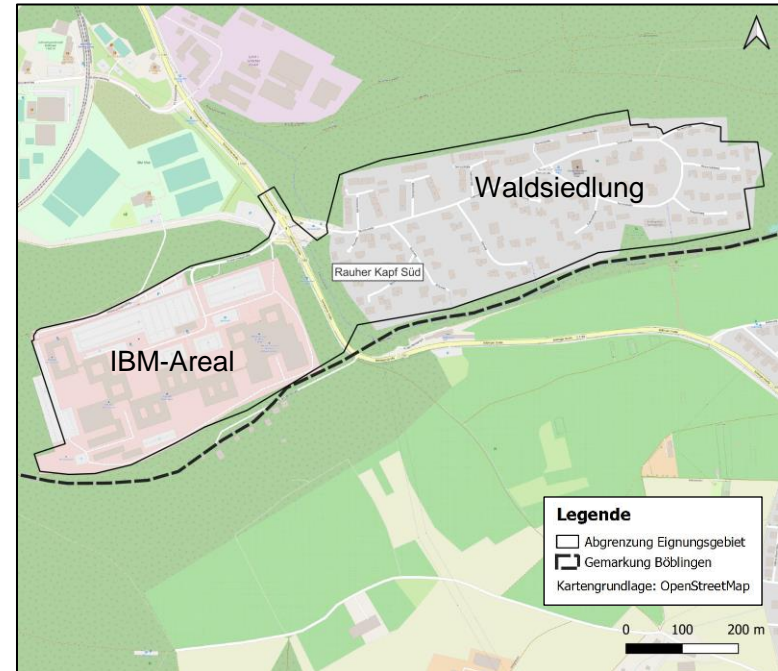 Waldsiedlung
Rauher Kapf Süd
IBM-Areal
Legende
Abgrenzung Eignungsgebiet
Gemarkung Böblingen
Kartengrundlage: OpenStreetMap
0 100 200 m